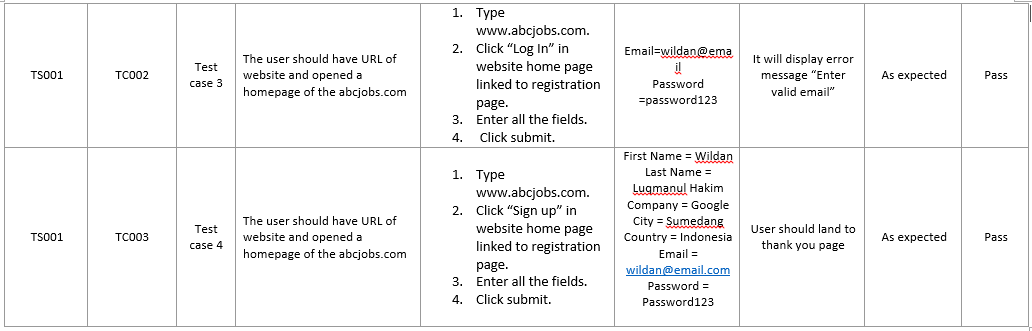 TS001
TC002
Test
case 3
The user should have URL of
website and opened a
homepage of the abcjobs.com
1. Type
www.abcjobs.com.
2. Click “Log In” in
website home page
linked to registration
page.
3. Enter all the fields.
4. Click submit.
Email=wildan@ema
il
Password
=password123
It will display error
message “Enter
valid email”
As expected
Pass
TS001
TC003
Test
case 4
The user should have URL of
website and opened a
homepage of the abcjobs.com
1. Type
www.abcjobs.com.
2. Click “Sign up” in
website home page
linked to registration
page.
3. Enter all the fields.
4. Click submit.
First Name = Wildan
Last Name =
Luqmanul Hakim
Company = Google
City = Sumedang
Country = Indonesia
Email =
wildan@email.com
Password =
Password123
User should land to
thank you page
As expected
Pass